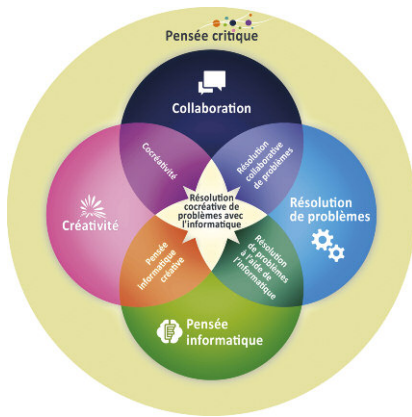 Pensée critique
Collaboration
Cocréativité
Résolution
collaborative
de problèmes
Créativité
Résolution
cocréative de
problèmes avec
l'informatique
Résolution
de problèmes
Pensée
Informatique
créative
Résolution
de problèmes
à l'aide de
l'informatique
Pensée
informatique